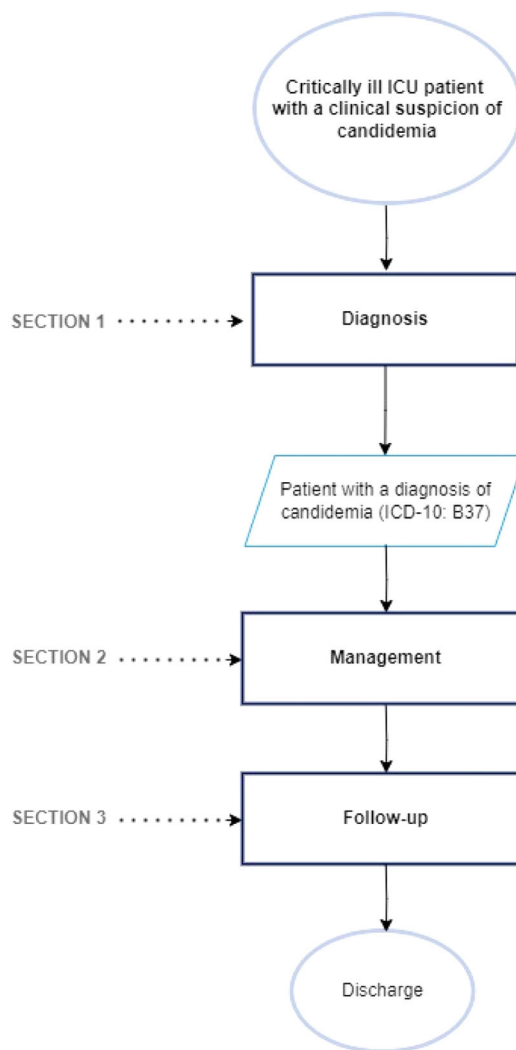 Critically ill ICU patient
with a clinical suspicion of
candidemia
SECTION 1
Diagnosis
Patient with a diagnosis of
candidemia (ICD-10: B37)
SECTION 2
Management
SECTION 3
Follow-up
Discharge